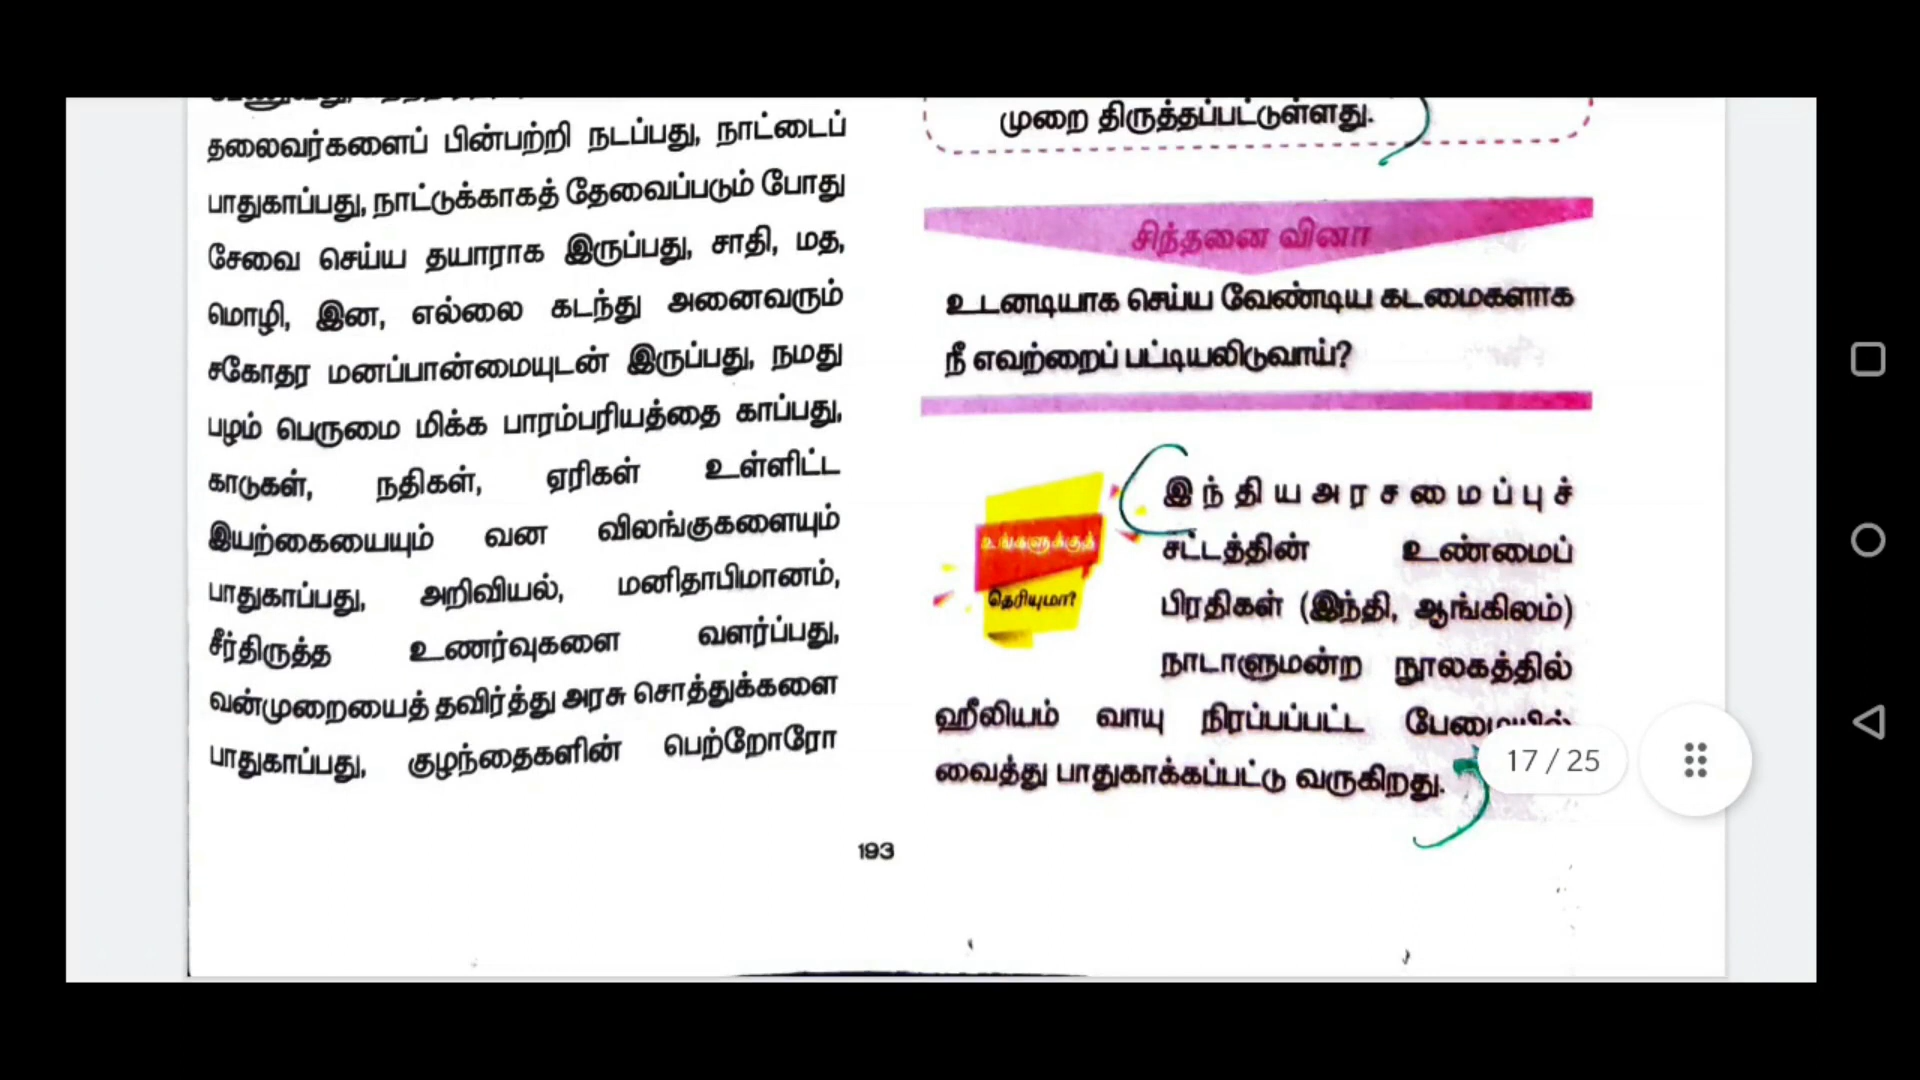 தலைவர்களைப் பின்பற்றி நடப்பது, நாட்டைப்
பாதுகாப்பது, நாட்டுக்காகத் தேவைப்படும் போது
சேவை செய்ய தயாராக இருப்பது, சாதி, மத,
மொழி, இன, எல்லை கடந்து அனைவரும்
சகோதர மனப்பான்மையுடன் இருப்பது, நமது
பழம் பெருமை மிக்க பாரம்பரியத்தை காப்பது,
காடுகள், நதிகள், ஏரிகள் உள்ளிட்ட
இயற்கையையும் வன விலங்குகளையும்
பாதுகாப்பது, அறிவியல், மனிதாபிமானம்,
சீர்திருத்த உணர்வுகளை வளர்ப்பது,
வன்முறையைத் தவிர்த்து அரசு சொத்துக்களை
பாதுகாப்பது, குழந்தைகளின் பெற்றோரோ
முறை திருத்தப்பட்டுள்ளது.
சிந்தனை வினா
உடனடியாக செய்ய வேண்டிய கடமைகளாக
நீ எவற்றைப் பட்டியலிடுவாய்?
உங்களுக்குத்
தெரியுமா?
இந்தியஅரசமைப்புச்
சட்டத்தின் உண்மைப்
பிரதிகள் (இந்தி, ஆங்கிலம்)
நாடாளுமன்ற நூலகத்தில்
ஹீலியம் வாயு நிரப்பப்பட்ட
வைத்து பாதுகாக்கப்பட்டு வருகிறது.
17 / 25
193